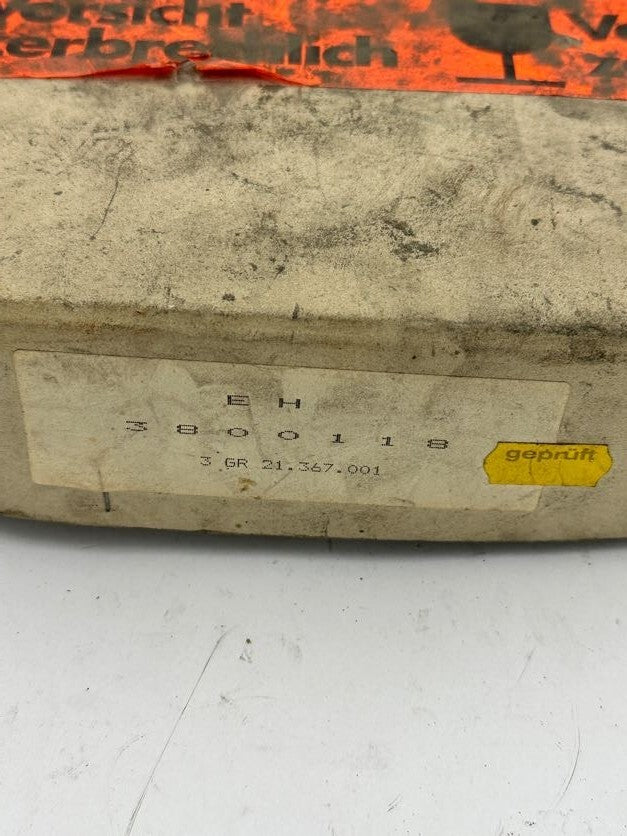 Vorsicht
zerbrechlich
EH
3800118
3 GR 21.367.001
geprüft